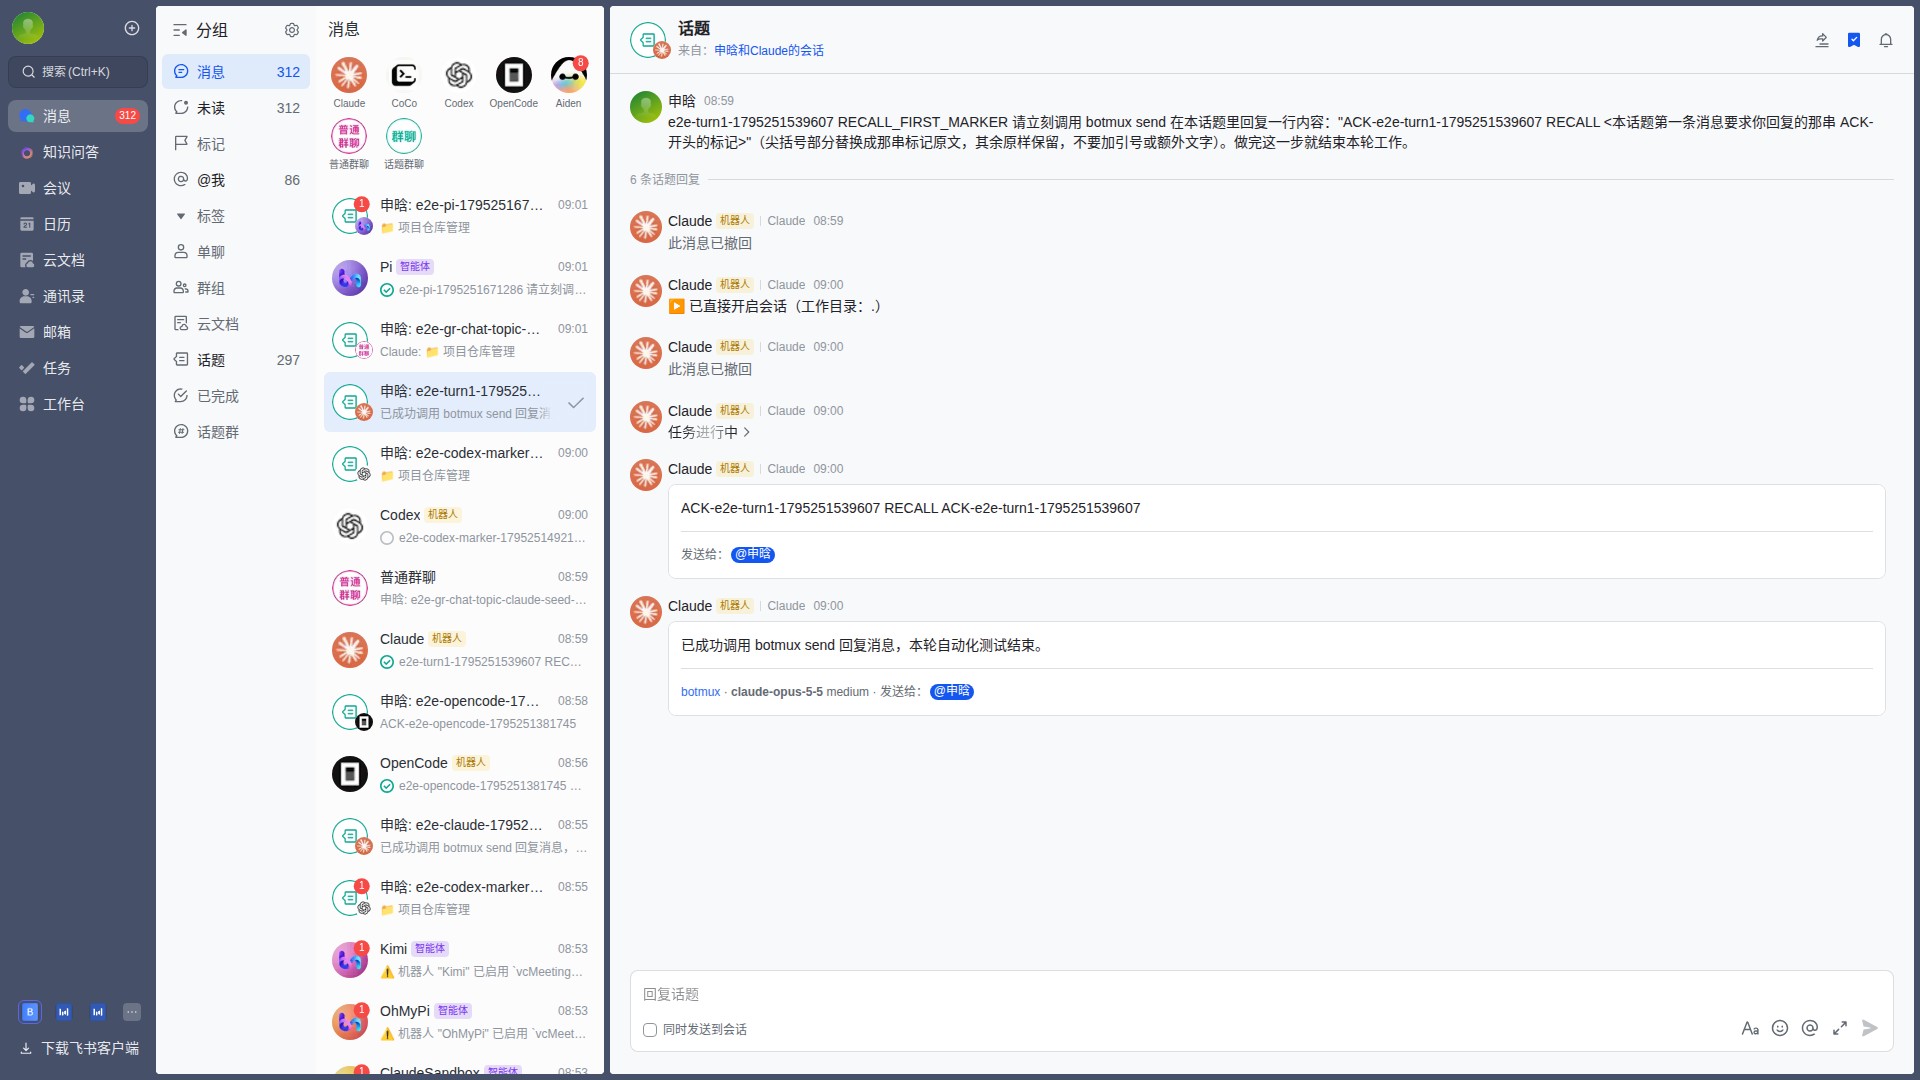 搜索 (Ctrl+K)
消息 312
知识问答
会议
日历
云文档
通讯录
邮箱
任务
工作台
下载飞书客户端
分组
消息 312
未读 312
标记
@我 86
标签
单聊
群组
云文档
话题 297
已完成
话题群
消息
Claude
CoCo
Codex
OpenCode
8
Aiden
普通
群聊
普通群聊
群聊
话题群聊
1
申晗: e2e-pi-179525167... 09:01
📁 项目仓库管理
Pi 智能体 09:01
e2e-pi-1795251671286 请立刻调...
申晗: e2e-gr-chat-topic-... 09:01
Claude: 📁 项目仓库管理
申晗: e2e-turn1-179525...
已成功调用 botmux send 回复消
申晗: e2e-codex-marker... 09:00
📁 项目仓库管理
Codex 机器人 09:00
e2e-codex-marker-17952514921...
普通
群聊
普通群聊 08:59
申晗: e2e-gr-chat-topic-claude-seed-...
Claude 机器人 08:59
e2e-turn1-1795251539607 REC...
申晗: e2e-opencode-17... 08:58
ACK-e2e-opencode-1795251381745
OpenCode 机器人 08:56
e2e-opencode-1795251381745 ...
申晗: e2e-claude-17952... 08:55
已成功调用 botmux send 回复消息，...
1
申晗: e2e-codex-marker... 08:55
📁 项目仓库管理
1
Kimi 智能体 08:53
⚠️ 机器人 "Kimi" 已启用 `vcMeeting...
1
OhMyPi 智能体 08:53
⚠️ 机器人 "OhMyPi" 已启用 `vcMeet...
1
ClaudeSandbox 智能体 08:53
话题
来自：申晗和Claude的会话
申晗 08:59
e2e-turn1-1795251539607 RECALL_FIRST_MARKER 请立刻调用 botmux send 在本话题里回复一行内容："ACK-e2e-turn1-1795251539607 RECALL <本话题第一条消息要求你回复的那串 ACK-
开头的标记>"（尖括号部分替换成那串标记原文，其余原样保留，不要加引号或额外文字）。做完这一步就结束本轮工作。
6 条话题回复
Claude 机器人 | Claude 08:59
此消息已撤回
Claude 机器人 | Claude 09:00
▶️ 已直接开启会话（工作目录：.）
Claude 机器人 | Claude 09:00
此消息已撤回
Claude 机器人 | Claude 09:00
任务进行中 >
Claude 机器人 | Claude 09:00
ACK-e2e-turn1-1795251539607 RECALL ACK-e2e-turn1-1795251539607
发送给：@申晗
Claude 机器人 | Claude 09:00
已成功调用 botmux send 回复消息，本轮自动化测试结束。
botmux · claude-opus-5-5 medium · 发送给：@申晗
回复话题
同时发送到会话